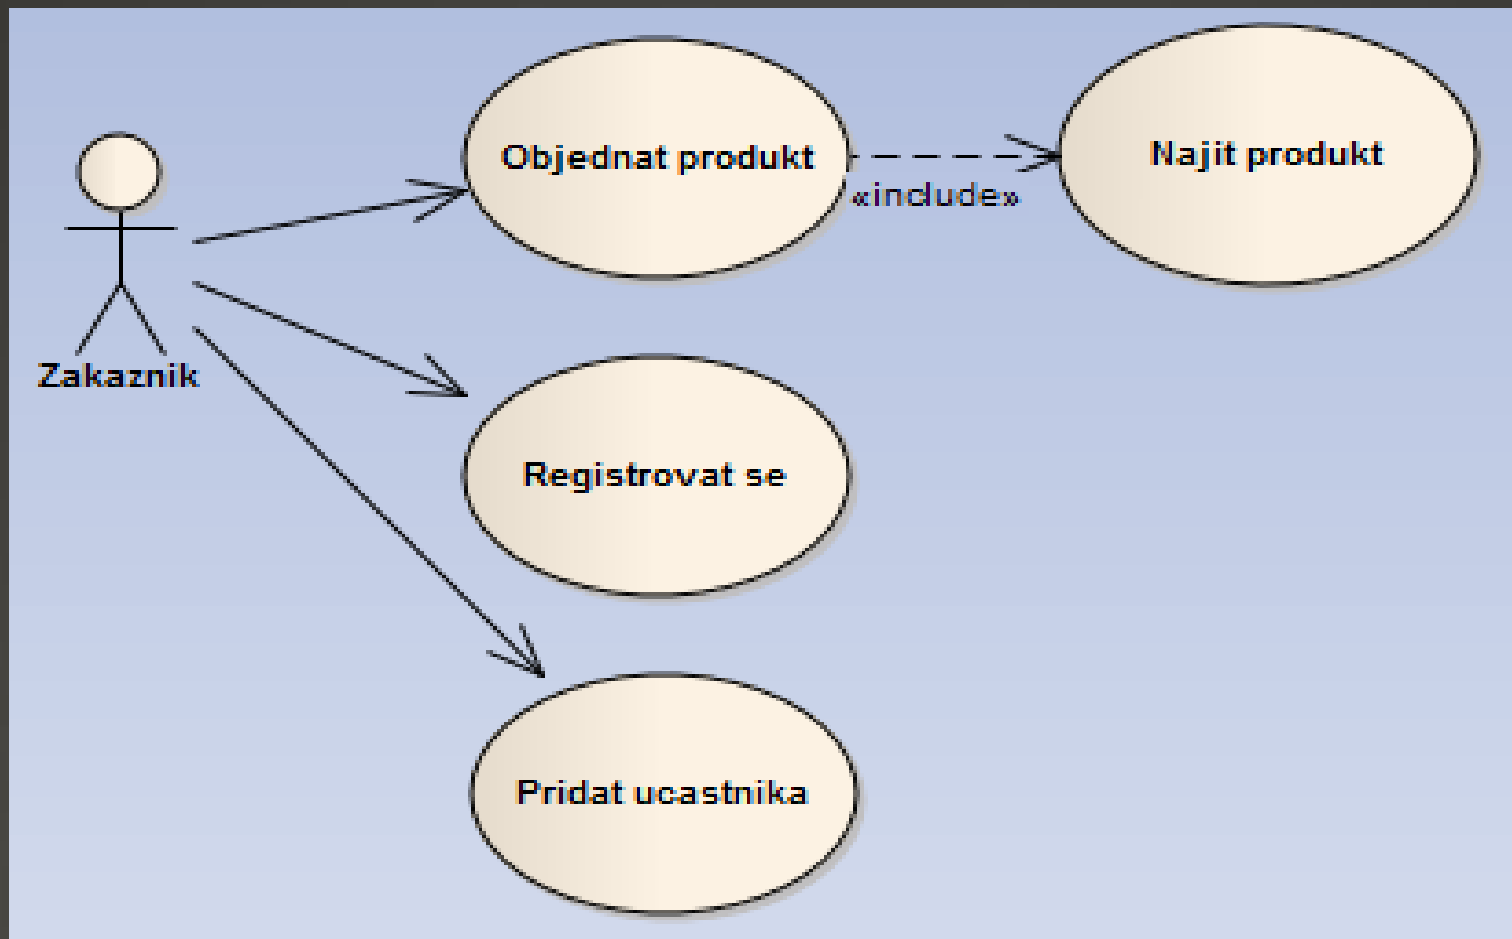 Objednat produkt
Najit produkt
«include»
Zakaznik
Registrovat se
Pridat ucastnika